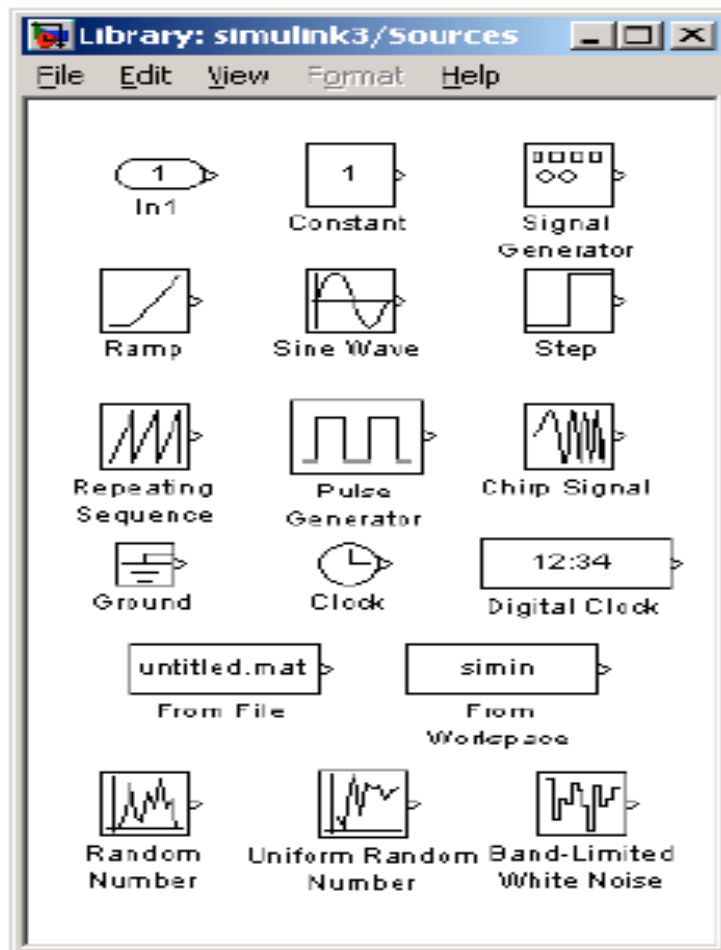 Library: simulink3/Sources
File Edit View Format Help
1 1
In1 Constant Signal
Generator
Ramp Sine Wave Step
Repeating Pulse Chirp Signal
Sequence Generator
12:34
Ground Clock Digital Clock
untitled.mat simin
From File From
Workspace
Random Uniform Random Band-Limited
Number Number White Noise